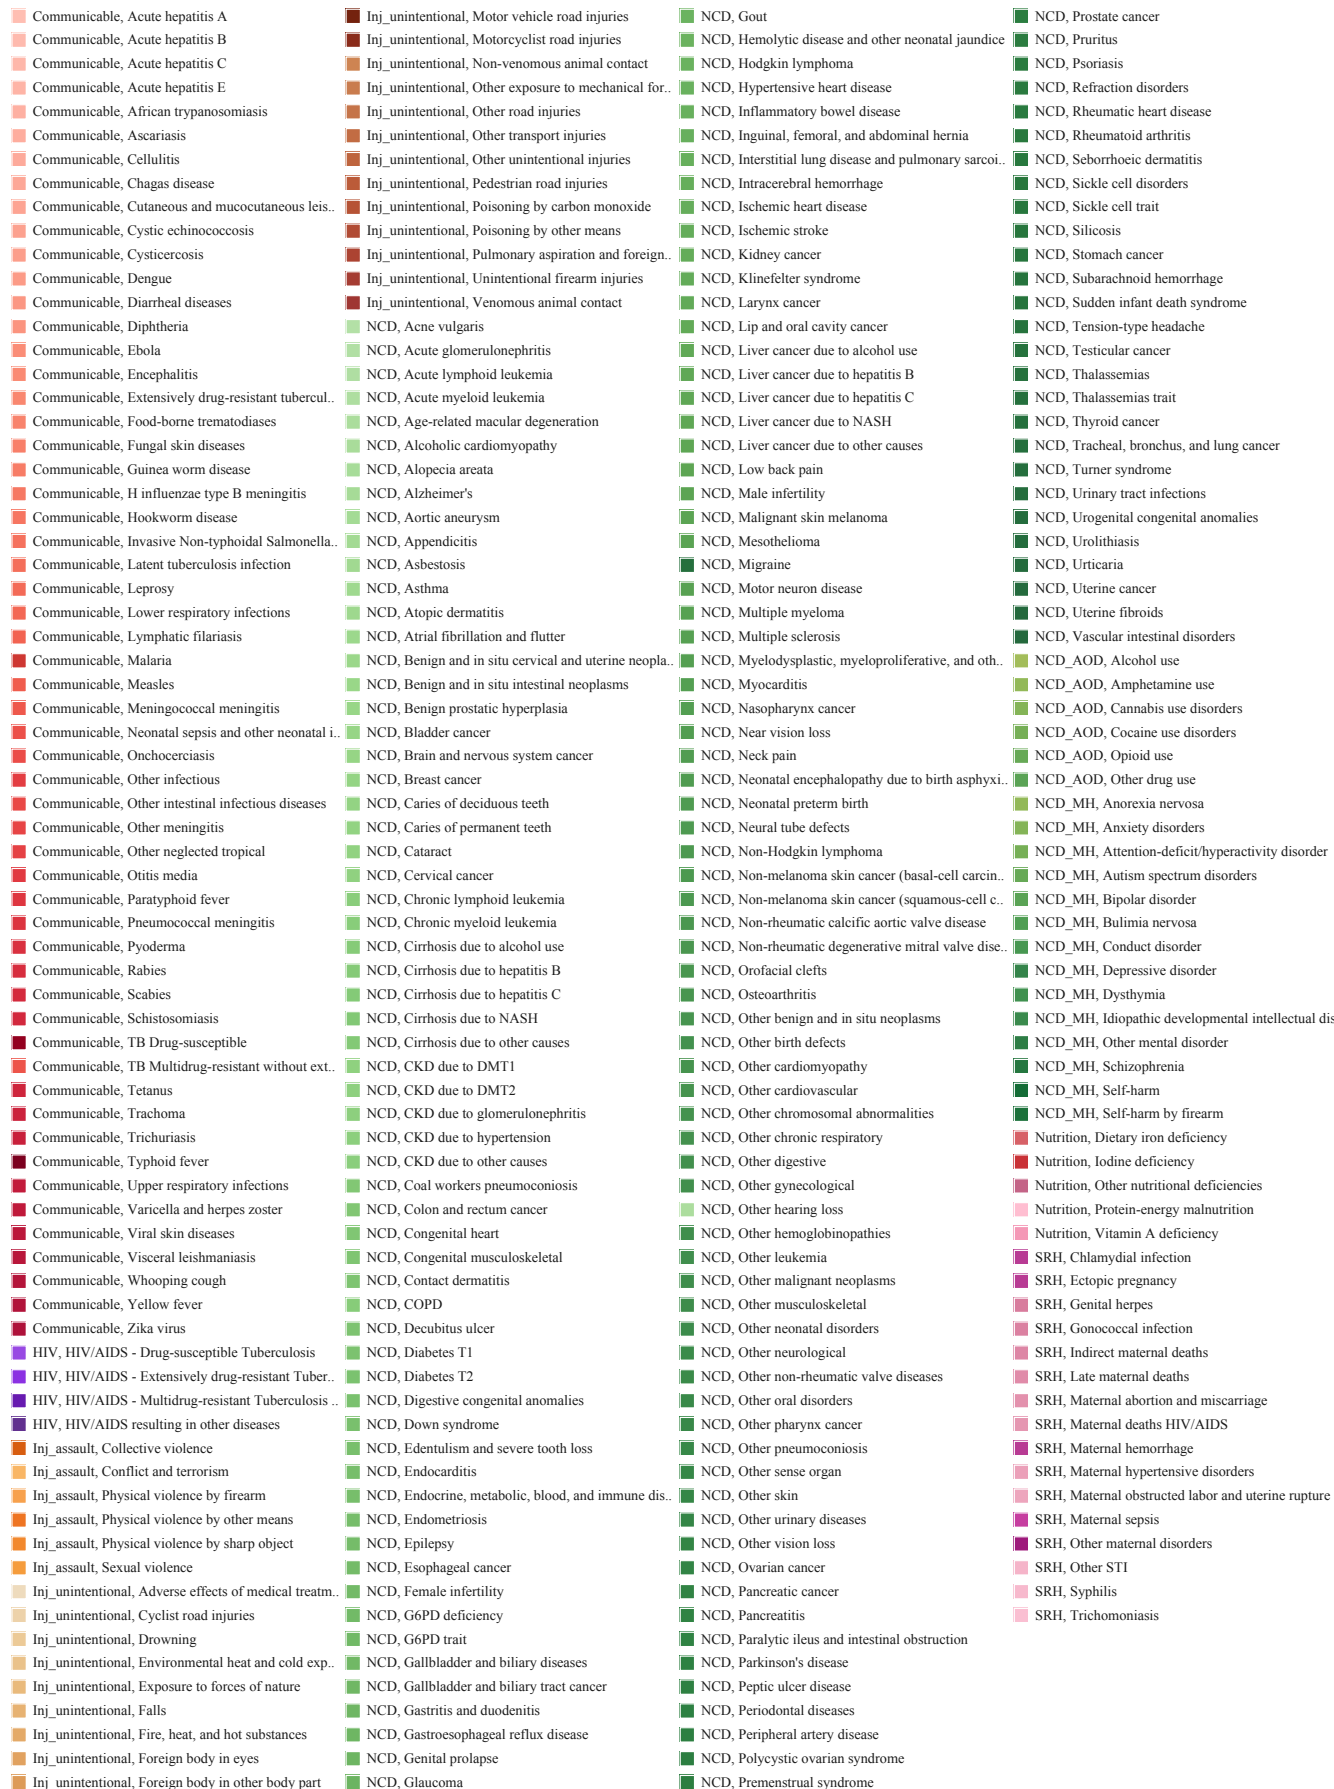 Communicable, Acute hepatitis A
Communicable, Acute hepatitis B
Communicable, Acute hepatitis C
Communicable, Acute hepatitis E
Communicable, African trypanosomiasis
Communicable, Ascariasis
Communicable, Cellulitis
Communicable, Chagas disease
Communicable, Cutaneous and mucocutaneous leis..
Communicable, Cystic echinococcosis
Communicable, Cysticercosis
Communicable, Dengue
Communicable, Diarrheal diseases
Communicable, Diphtheria
Communicable, Ebola
Communicable, Encephalitis
Communicable, Extensively drug-resistant tubercul..
Communicable, Food-borne trematodiases
Communicable, Fungal skin diseases
Communicable, Guinea worm disease
Communicable, H influenzae type B meningitis
Communicable, Hookworm disease
Communicable, Invasive Non-typhoidal Salmonella..
Communicable, Latent tuberculosis infection
Communicable, Leprosy
Communicable, Lower respiratory infections
Communicable, Lymphatic filariasis
Communicable, Malaria
Communicable, Measles
Communicable, Meningococcal meningitis
Communicable, Neonatal sepsis and other neonatal i..
Communicable, Onchocerciasis
Communicable, Other infectious
Communicable, Other intestinal infectious diseases
Communicable, Other meningitis
Communicable, Other neglected tropical
Communicable, Otitis media
Communicable, Paratyphoid fever
Communicable, Pneumococcal meningitis
Communicable, Pyoderma
Communicable, Rabies
Communicable, Scabies
Communicable, Schistosomiasis
Communicable, TB Drug-susceptible
Communicable, TB Multidrug-resistant without ext..
Communicable, Tetanus
Communicable, Trachoma
Communicable, Trichuriasis
Communicable, Typhoid fever
Communicable, Upper respiratory infections
Communicable, Varicella and herpes zoster
Communicable, Viral skin diseases
Communicable, Visceral leishmaniasis
Communicable, Whooping cough
Communicable, Yellow fever
Communicable, Zika virus
HIV, HIV/AIDS - Drug-susceptible Tuberculosis
HIV, HIV/AIDS - Extensively drug-resistant Tuber..
HIV, HIV/AIDS - Multidrug-resistant Tuberculosis ..
HIV, HIV/AIDS resulting in other diseases
Inj_assault, Collective violence
Inj_assault, Conflict and terrorism
Inj_assault, Physical violence by firearm
Inj_assault, Physical violence by other means
Inj_assault, Physical violence by sharp object
Inj_assault, Sexual violence
Inj_unintentional, Adverse effects of medical treatm..
Inj_unintentional, Cyclist road injuries
Inj_unintentional, Drowning
Inj_unintentional, Environmental heat and cold exp..
Inj_unintentional, Exposure to forces of nature
Inj_unintentional, Falls
Inj_unintentional, Fire, heat, and hot substances
Inj_unintentional, Foreign body in eyes
Inj_unintentional, Foreign body in other body part
Inj_unintentional, Motor vehicle road injuries
Inj_unintentional, Motorcyclist road injuries
Inj_unintentional, Non-venomous animal contact
Inj_unintentional, Other exposure to mechanical for..
Inj_unintentional, Other road injuries
Inj_unintentional, Other transport injuries
Inj_unintentional, Other unintentional injuries
Inj_unintentional, Pedestrian road injuries
Inj_unintentional, Poisoning by carbon monoxide
Inj_unintentional, Poisoning by other means
Inj_unintentional, Pulmonary aspiration and foreign..
Inj_unintentional, Unintentional firearm injuries
Inj_unintentional, Venomous animal contact
NCD, Acne vulgaris
NCD, Acute glomerulonephritis
NCD, Acute lymphoid leukemia
NCD, Acute myeloid leukemia
NCD, Age-related macular degeneration
NCD, Alcoholic cardiomyopathy
NCD, Alopecia areata
NCD, Alzheimer's
NCD, Aortic aneurysm
NCD, Appendicitis
NCD, Asbestosis
NCD, Asthma
NCD, Atopic dermatitis
NCD, Atrial fibrillation and flutter
NCD, Benign and in situ cervical and uterine neopla..
NCD, Benign and in situ intestinal neoplasms
NCD, Benign prostatic hyperplasia
NCD, Bladder cancer
NCD, Brain and nervous system cancer
NCD, Breast cancer
NCD, Caries of deciduous teeth
NCD, Caries of permanent teeth
NCD, Cataract
NCD, Cervical cancer
NCD, Chronic lymphoid leukemia
NCD, Chronic myeloid leukemia
NCD, Cirrhosis due to alcohol use
NCD, Cirrhosis due to hepatitis B
NCD, Cirrhosis due to hepatitis C
NCD, Cirrhosis due to NASH
NCD, Cirrhosis due to other causes
NCD, CKD due to DMT1
NCD, CKD due to DMT2
NCD, CKD due to glomerulonephritis
NCD, CKD due to hypertension
NCD, CKD due to other causes
NCD, Coal workers pneumoconiosis
NCD, Colon and rectum cancer
NCD, Congenital heart
NCD, Congenital musculoskeletal
NCD, Contact dermatitis
NCD, COPD
NCD, Decubitus ulcer
NCD, Diabetes T1
NCD, Diabetes T2
NCD, Digestive congenital anomalies
NCD, Down syndrome
NCD, Edentulism and severe tooth loss
NCD, Endocarditis
NCD, Endocrine, metabolic, blood, and immune dis..
NCD, Endometriosis
NCD, Epilepsy
NCD, Esophageal cancer
NCD, Female infertility
NCD, G6PD deficiency
NCD, G6PD trait
NCD, Gallbladder and biliary diseases
NCD, Gallbladder and biliary tract cancer
NCD, Gastritis and duodenitis
NCD, Gastroesophageal reflux disease
NCD, Genital prolapse
NCD, Glaucoma
NCD, Gout
NCD, Hemolytic disease and other neonatal jaundice
NCD, Hodgkin lymphoma
NCD, Hypertensive heart disease
NCD, Inflammatory bowel disease
NCD, Inguinal, femoral, and abdominal hernia
NCD, Interstitial lung disease and pulmonary sarcoi..
NCD, Intracerebral hemorrhage
NCD, Ischemic heart disease
NCD, Ischemic stroke
NCD, Kidney cancer
NCD, Klinefelter syndrome
NCD, Larynx cancer
NCD, Lip and oral cavity cancer
NCD, Liver cancer due to alcohol use
NCD, Liver cancer due to hepatitis B
NCD, Liver cancer due to hepatitis C
NCD, Liver cancer due to NASH
NCD, Liver cancer due to other causes
NCD, Low back pain
NCD, Male infertility
NCD, Malignant skin melanoma
NCD, Mesothelioma
NCD, Migraine
NCD, Motor neuron disease
NCD, Multiple myeloma
NCD, Multiple sclerosis
NCD, Myelodysplastic, myeloproliferative, and oth..
NCD, Myocarditis
NCD, Nasopharynx cancer
NCD, Near vision loss
NCD, Neck pain
NCD, Neonatal encephalopathy due to birth asphyxi..
NCD, Neonatal preterm birth
NCD, Neural tube defects
NCD, Non-Hodgkin lymphoma
NCD, Non-melanoma skin cancer (basal-cell carcin..
NCD, Non-melanoma skin cancer (squamous-cell c..
NCD, Non-rheumatic calcific aortic valve disease
NCD, Non-rheumatic degenerative mitral valve dise..
NCD, Orofacial clefts
NCD, Osteoarthritis
NCD, Other benign and in situ neoplasms
NCD, Other birth defects
NCD, Other cardiomyopathy
NCD, Other cardiovascular
NCD, Other chromosomal abnormalities
NCD, Other chronic respiratory
NCD, Other digestive
NCD, Other gynecological
NCD, Other hearing loss
NCD, Other hemoglobinopathies
NCD, Other leukemia
NCD, Other malignant neoplasms
NCD, Other musculoskeletal
NCD, Other neonatal disorders
NCD, Other neurological
NCD, Other non-rheumatic valve diseases
NCD, Other oral disorders
NCD, Other pharynx cancer
NCD, Other pneumoconiosis
NCD, Other sense organ
NCD, Other skin
NCD, Other urinary diseases
NCD, Other vision loss
NCD, Ovarian cancer
NCD, Pancreatic cancer
NCD, Pancreatitis
NCD, Paralytic ileus and intestinal obstruction
NCD, Parkinson's disease
NCD, Peptic ulcer disease
NCD, Periodontal diseases
NCD, Peripheral artery disease
NCD, Polycystic ovarian syndrome
NCD, Premenstrual syndrome
NCD, Prostate cancer
NCD, Pruritus
NCD, Psoriasis
NCD, Refraction disorders
NCD, Rheumatic heart disease
NCD, Rheumatoid arthritis
NCD, Seborrhoeic dermatitis
NCD, Sickle cell disorders
NCD, Sickle cell trait
NCD, Silicosis
NCD, Stomach cancer
NCD, Subarachnoid hemorrhage
NCD, Sudden infant death syndrome
NCD, Tension-type headache
NCD, Testicular cancer
NCD, Thalassemias
NCD, Thalassemias trait
NCD, Thyroid cancer
NCD, Tracheal, bronchus, and lung cancer
NCD, Turner syndrome
NCD, Urinary tract infections
NCD, Urogenital congenital anomalies
NCD, Urolithiasis
NCD, Urticaria
NCD, Uterine cancer
NCD, Uterine fibroids
NCD, Vascular intestinal disorders
NCD_AOD, Alcohol use
NCD_AOD, Amphetamine use
NCD_AOD, Cannabis use disorders
NCD_AOD, Cocaine use disorders
NCD_AOD, Opioid use
NCD_AOD, Other drug use
NCD_MH, Anorexia nervosa
NCD_MH, Anxiety disorders
NCD_MH, Attention-deficit/hyperactivity disorder
NCD_MH, Autism spectrum disorders
NCD_MH, Bipolar disorder
NCD_MH, Bulimia nervosa
NCD_MH, Conduct disorder
NCD_MH, Depressive disorder
NCD_MH, Dysthymia
NCD_MH, Idiopathic developmental intellectual dis
NCD_MH, Other mental disorder
NCD_MH, Schizophrenia
NCD_MH, Self-harm
NCD_MH, Self-harm by firearm
Nutrition, Dietary iron deficiency
Nutrition, Iodine deficiency
Nutrition, Other nutritional deficiencies
Nutrition, Protein-energy malnutrition
Nutrition, Vitamin A deficiency
SRH, Chlamydial infection
SRH, Ectopic pregnancy
SRH, Genital herpes
SRH, Gonococcal infection
SRH, Indirect maternal deaths
SRH, Late maternal deaths
SRH, Maternal abortion and miscarriage
SRH, Maternal deaths HIV/AIDS
SRH, Maternal hemorrhage
SRH, Maternal hypertensive disorders
SRH, Maternal obstructed labor and uterine rupture
SRH, Maternal sepsis
SRH, Other maternal disorders
SRH, Other STI
SRH, Syphilis
SRH, Trichomoniasis